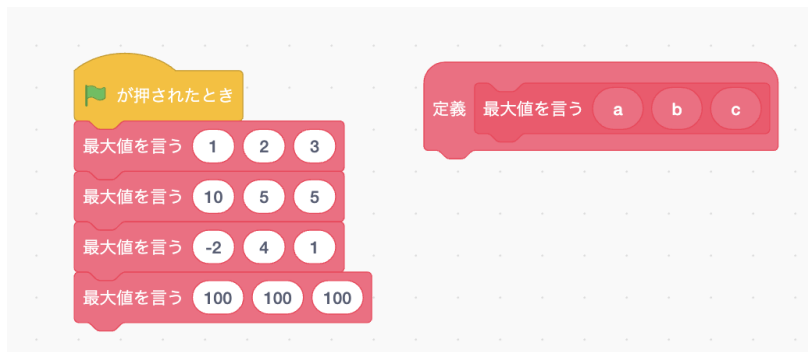 が押されたとき
最大値を言う 1 2 3
最大値を言う 10 5 5
最大値を言う -2 4 1
最大値を言う 100 100 100
定義 最大値を言う a b c